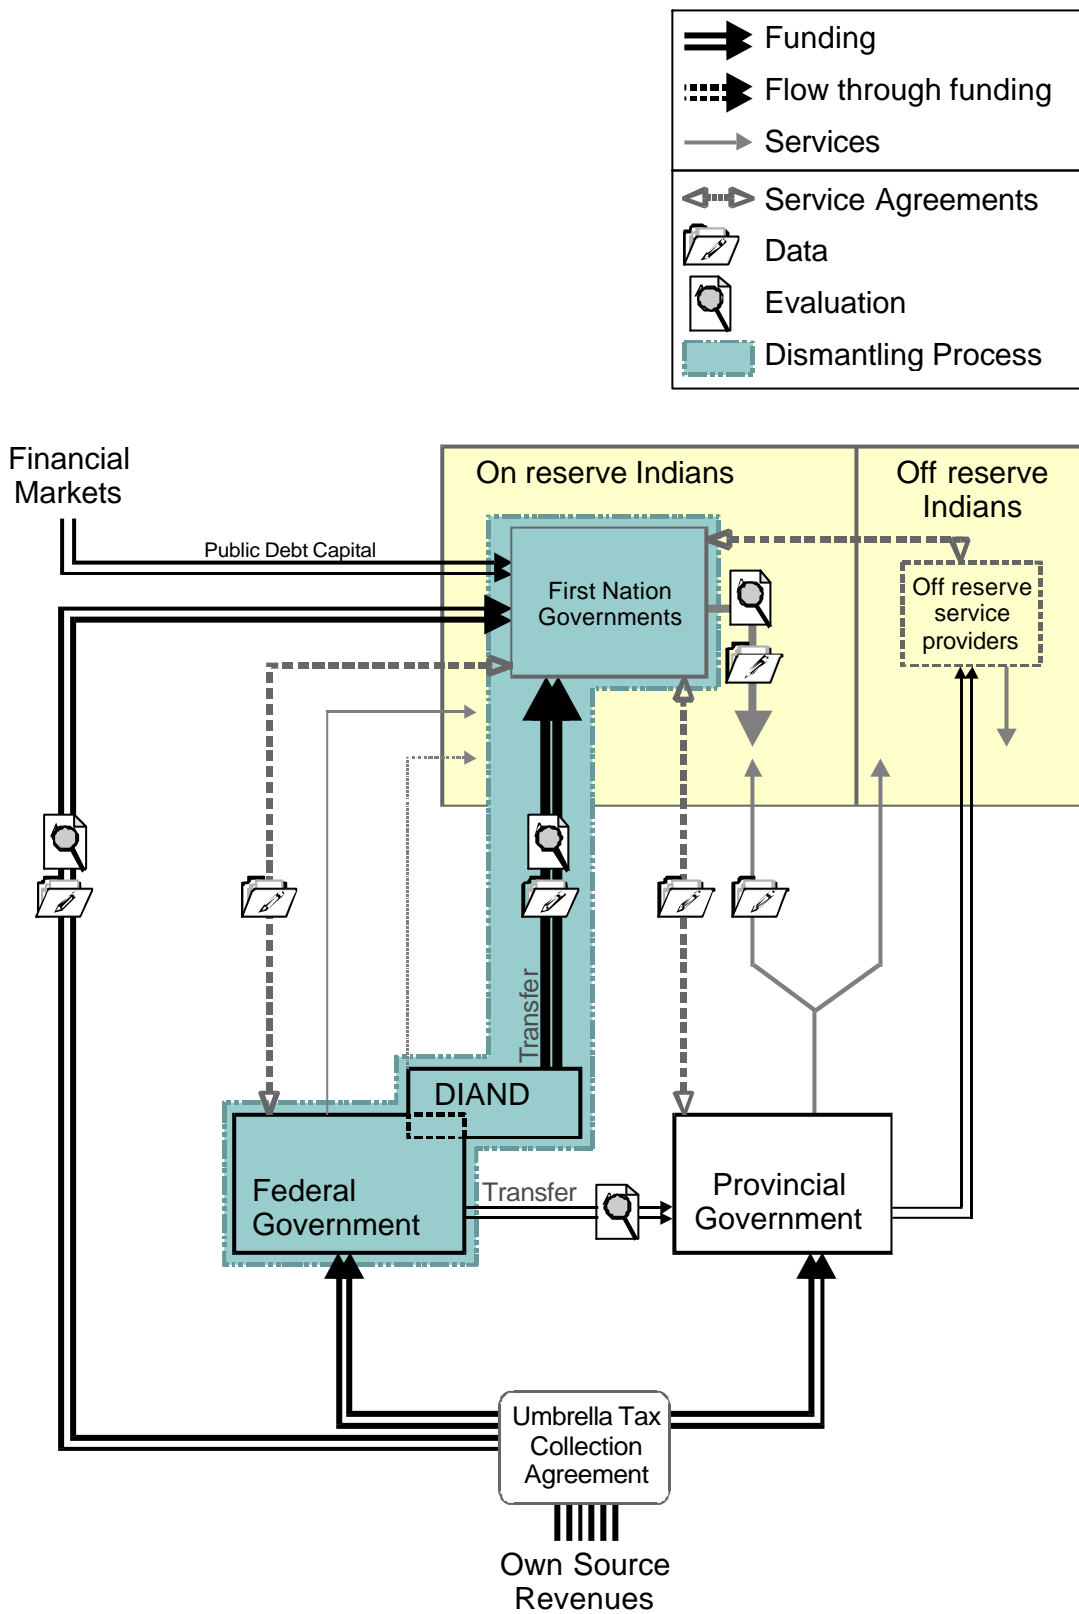 Funding
Flow through funding
Services
Service Agreements
Data
Evaluation
Dismantling Process
Financial
Markets
On reserve Indians
Off reserve
Indians
Public Debt Capital
First Nation
Governments
Off reserve
service
providers
Transfer
DIAND
Federal
Government
Transfer
Provincial
Government
Umbrella Tax
Collection
Agreement
Own Source
Revenues